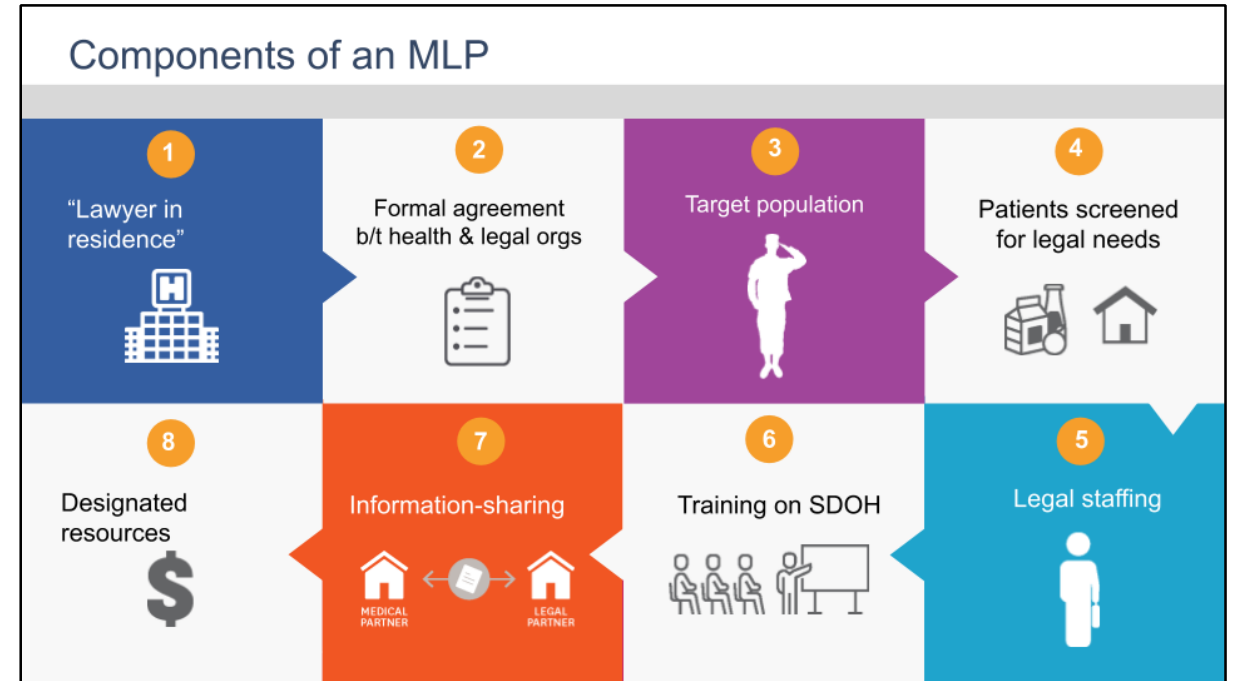 Components of an MLP
1
“Lawyer in
residence”
H
2
Formal agreement
b/t health & legal orgs
3
Target population
4
Patients screened
for legal needs
5
Legal staffing
6
Training on SDOH
7
Information-sharing
MEDICAL
PARTNER
LEGAL
PARTNER
8
Designated
resources
$